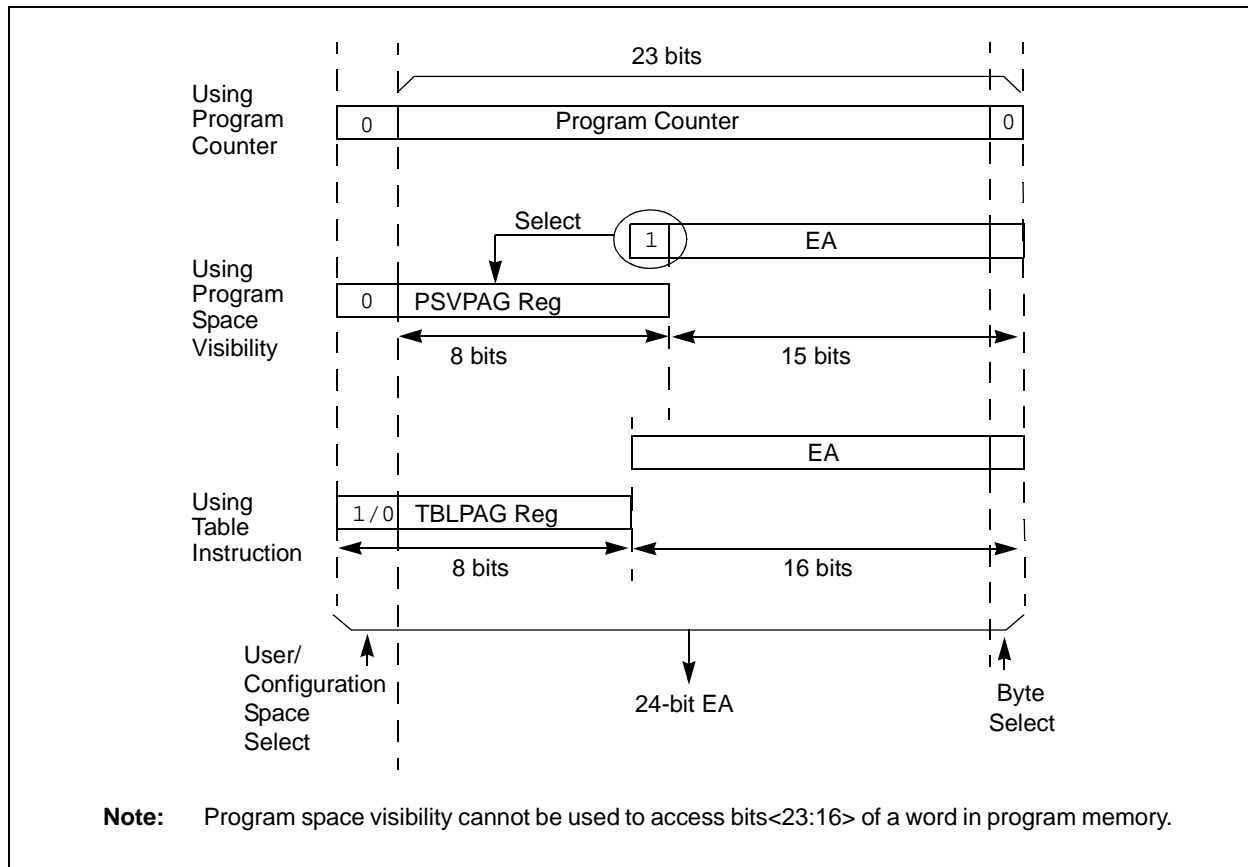 23 bits
Using
Program
Counter
0
Program Counter
0
Select
1
EA
Using
Program
Space
Visibility
0
PSVPAG Reg
8 bits
15 bits
EA
Using
Table
Instruction
1/0
TBLPAG Reg
8 bits
16 bits
User/
Configuration
Space
Select
24-bit EA
Byte
Select
Note: Program space visibility cannot be used to access bits<23:16> of a word in program memory.